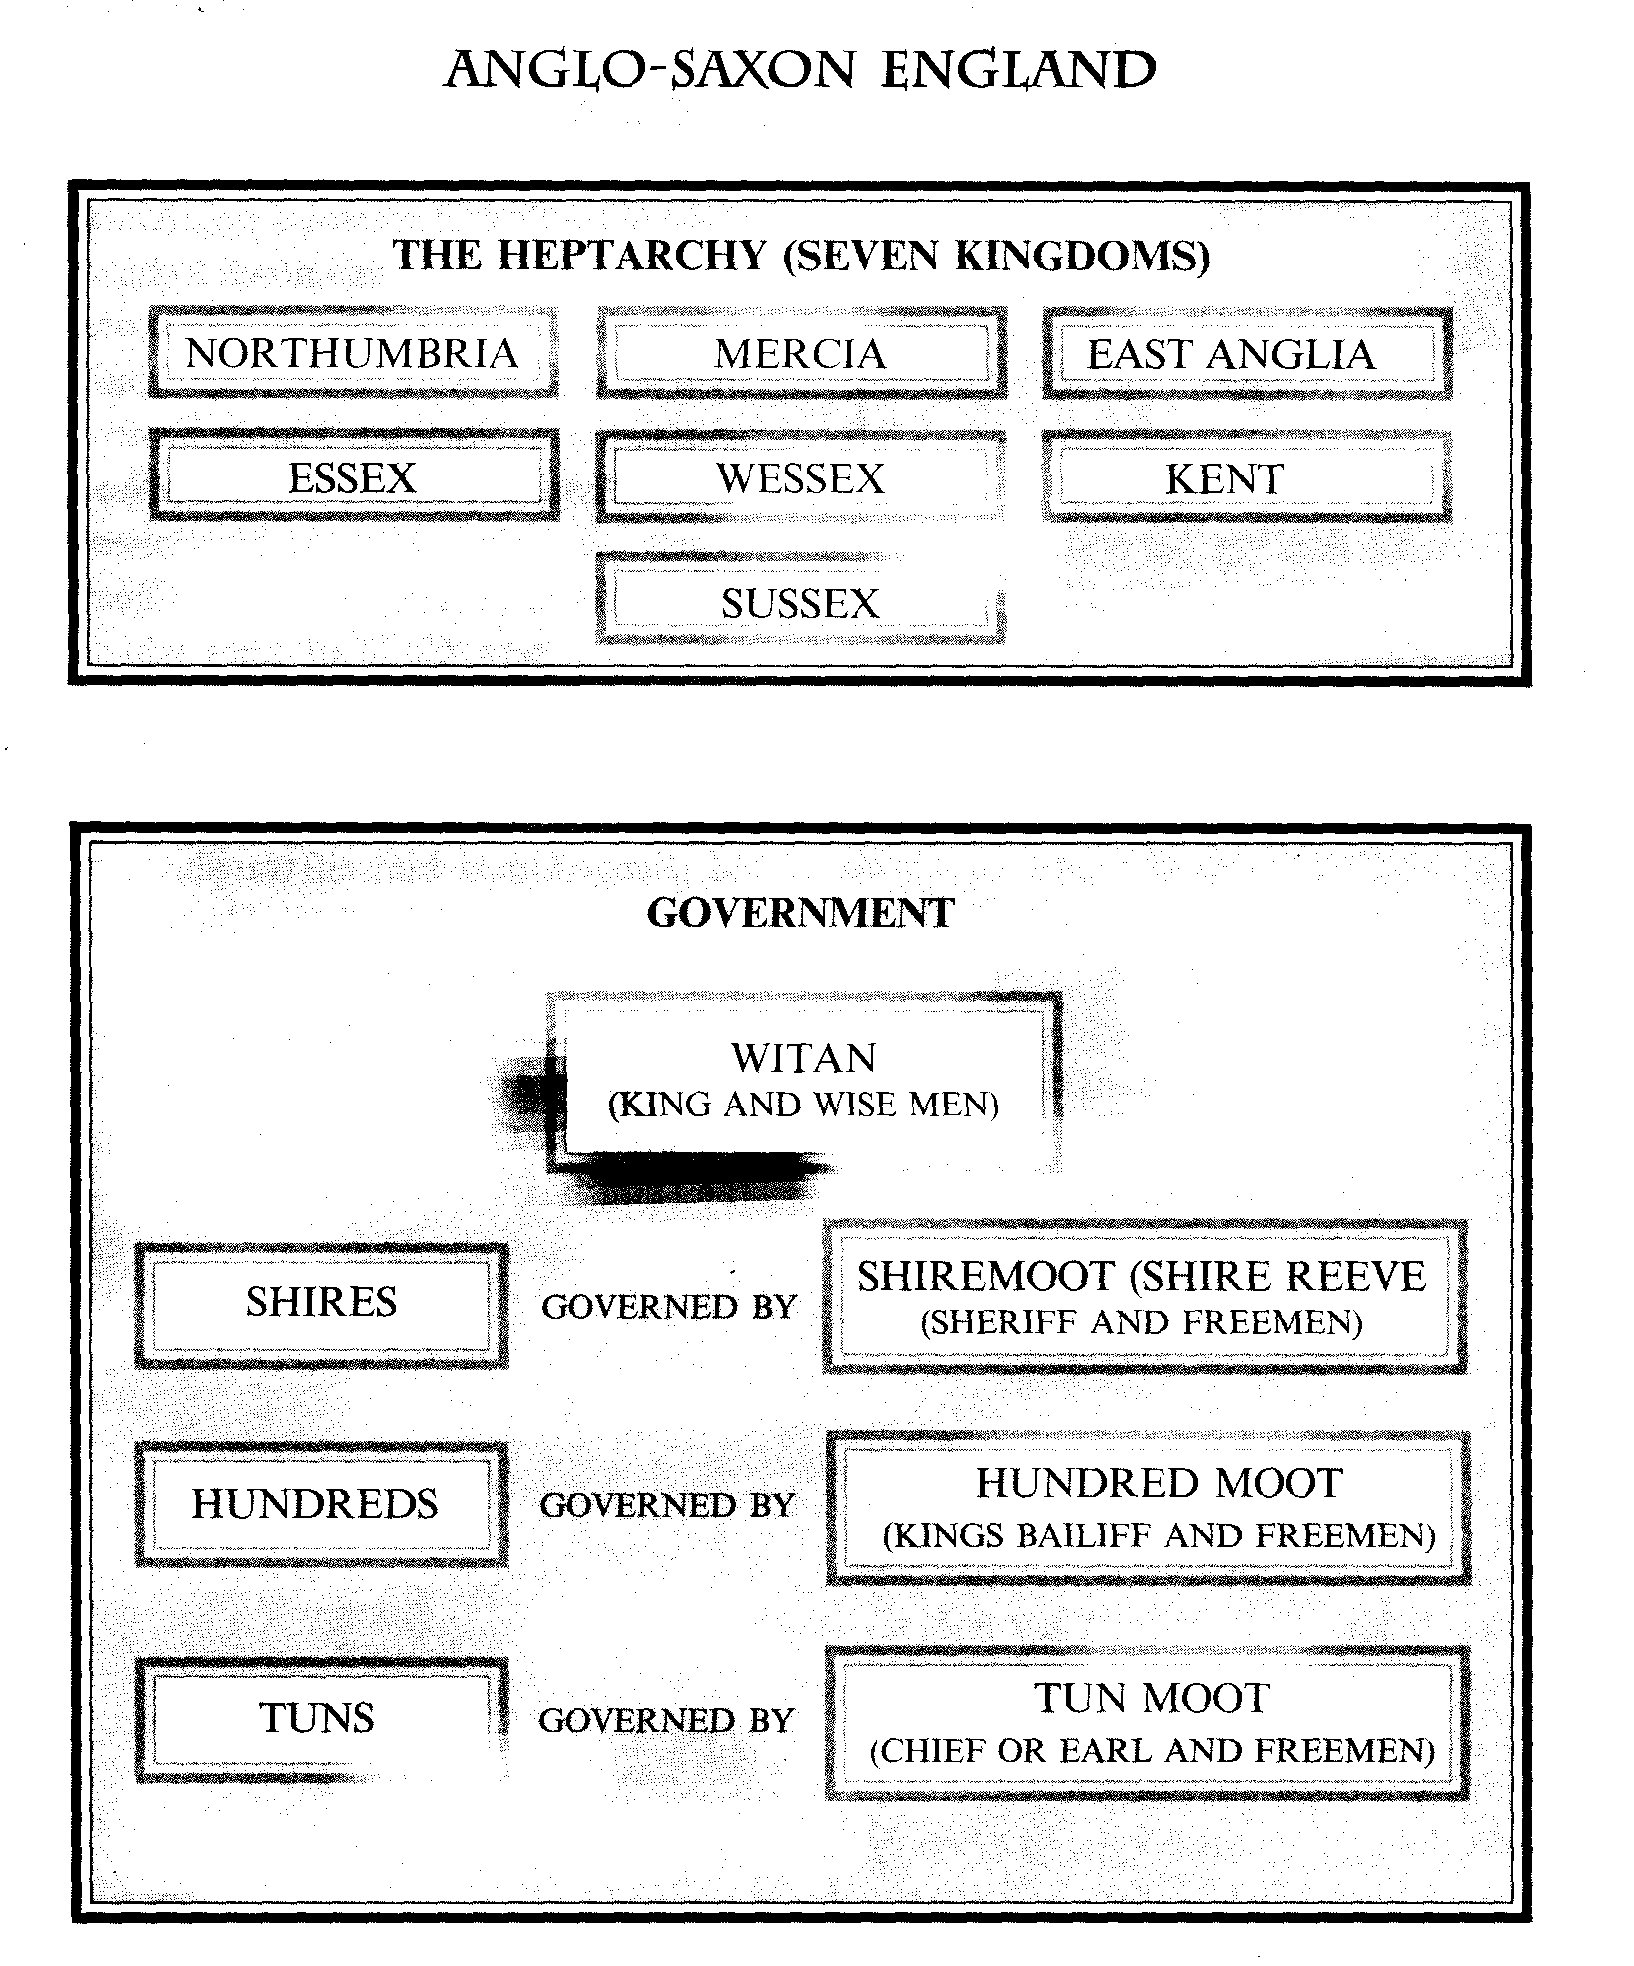 ANGLO-SAXON ENGLAND
THE HEPTARCHY (SEVEN KINGDOMS)
NORTHUMBRIA MERCIA EAST ANGLIA
ESSEX WESSEX KENT
SUSSEX
GOVERNMENT
WITAN
(KING AND WISE MEN)
SHIRES GOVERNED BY SHIREMOOT (SHIRE REEVE
(SHERIFF AND FREEMEN)
HUNDREDS GOVERNED BY HUNDRED MOOT
(KINGS BAILIFF AND FREEMEN)
TUNS GOVERNED BY TUN MOOT
(CHIEF OR EARL AND FREEMEN)